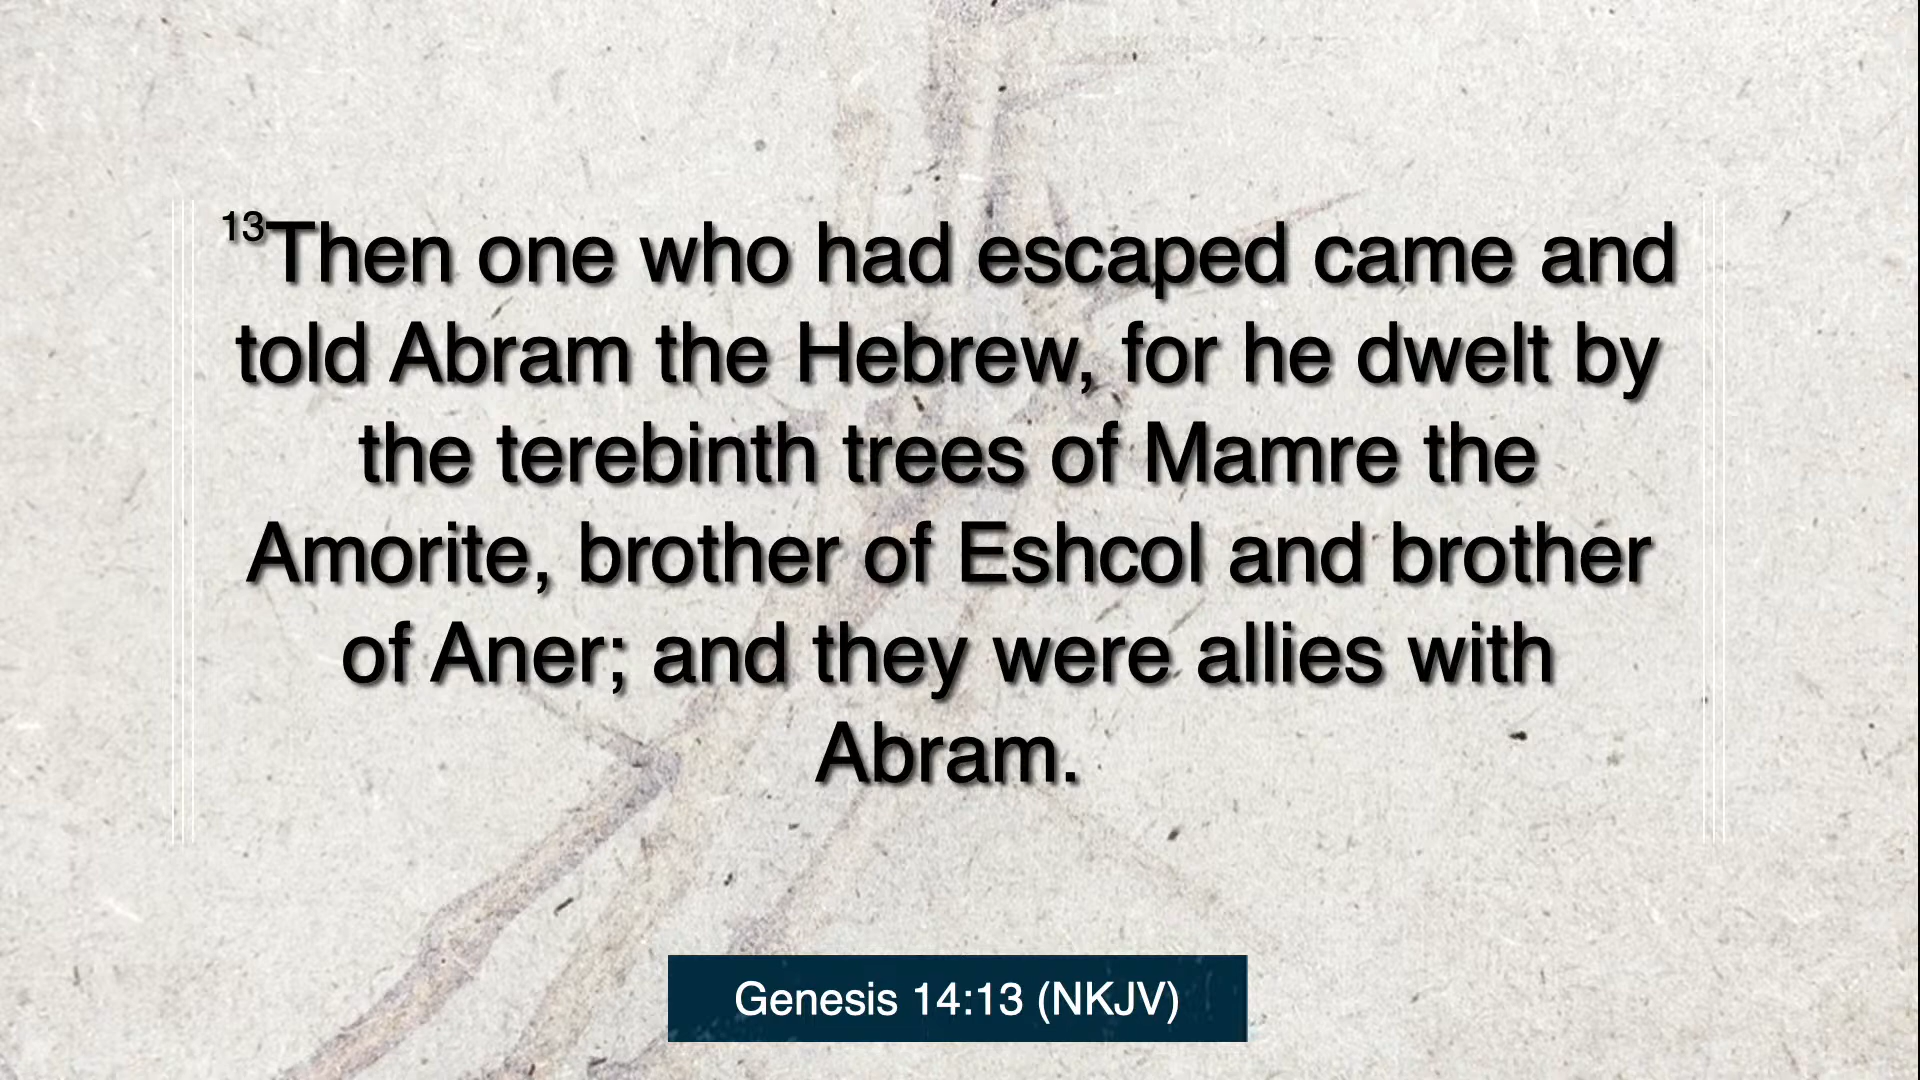 13Then one who had escaped came and
told Abram the Hebrew, for he dwelt by
the terebinth trees of Mamre the
Amorite, brother of Eshcol and brother
of Aner; and they were allies with
Abram.
Genesis 14:13 (NKJV)